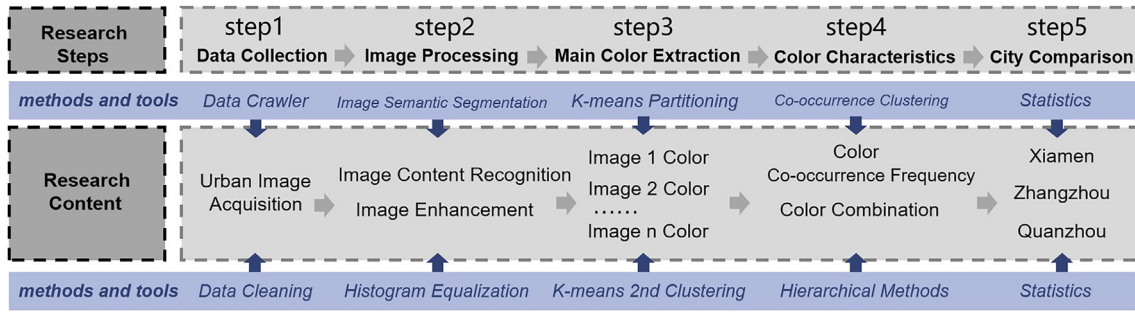 Research
Steps
step1 step2 step3 step4 step5
Data Collection Image Processing Main Color Extraction Color Characteristics City Comparison
methods and tools Data Crawler Image Semantic Segmentation K-means Partitioning Co-occurrence Clustering Statistics
Research
Content
Urban Image
Acquisition
Image Content Recognition
Image Enhancement
Image 1 Color
Image 2 Color
......
Image n Color
Color
Co-occurrence Frequency
Color Combination
Xiamen
Zhangzhou
Quanzhou
methods and tools Data Cleaning Histogram Equalization K-means 2nd Clustering Hierarchical Methods Statistics